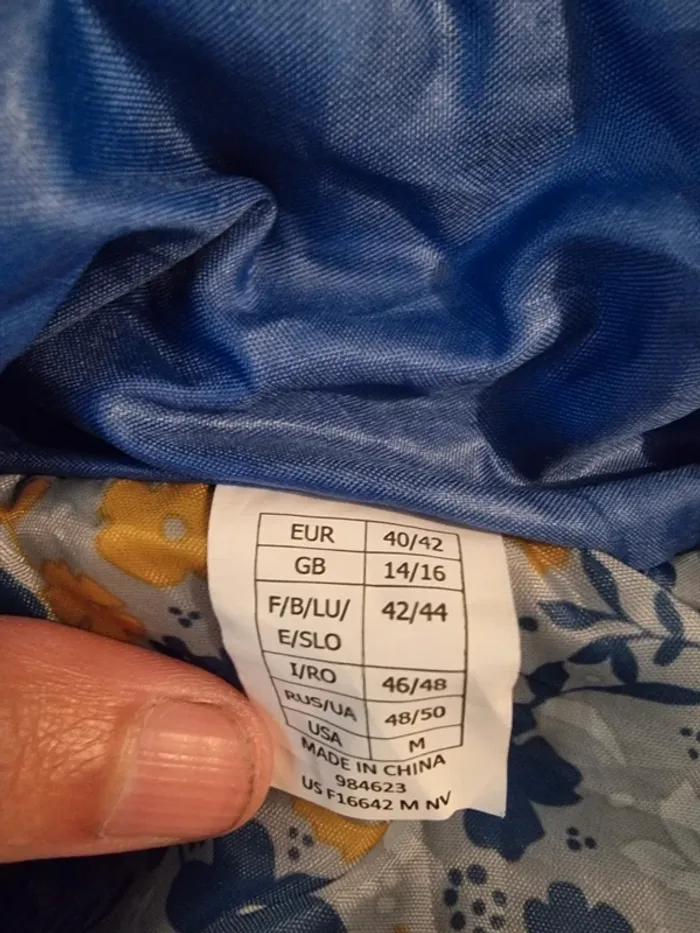 EUR 40/42
GB 14/16
F/B/LU/ 42/44
E/SLO
I/RO 46/48
RUS/UA 48/50
USA M
MADE IN CHINA
984623
US F16642 M NV